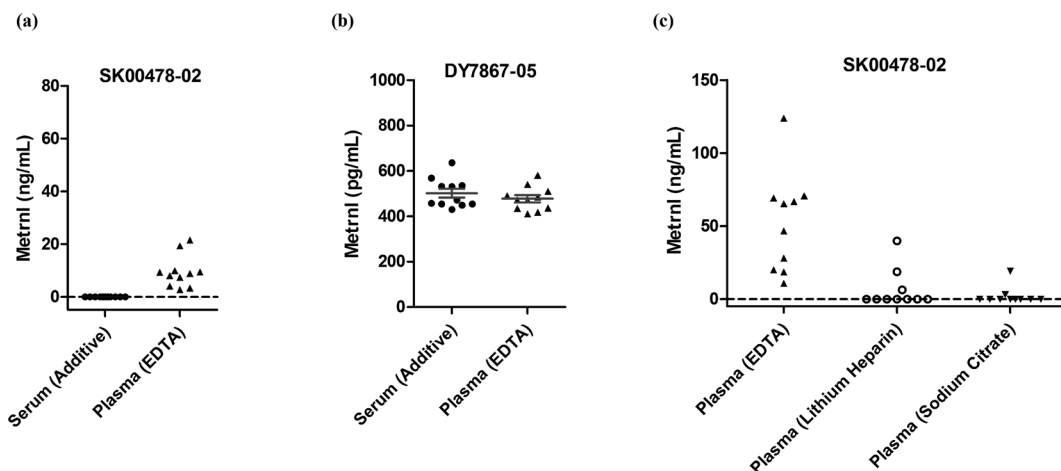 (a)
SK00478-02
Metrnl (ng/mL)
80
60
40
20
0
Serum (Additive)
Plasma (EDTA)
(b)
DY7867-05
Metrnl (pg/mL)
1000
800
600
400
200
0
Serum (Additive)
Plasma (EDTA)
(c)
SK00478-02
Metrnl (ng/mL)
150
100
50
0
Plasma (EDTA)
Plasma (Lithium Heparin)
Plasma (Sodium Citrate)